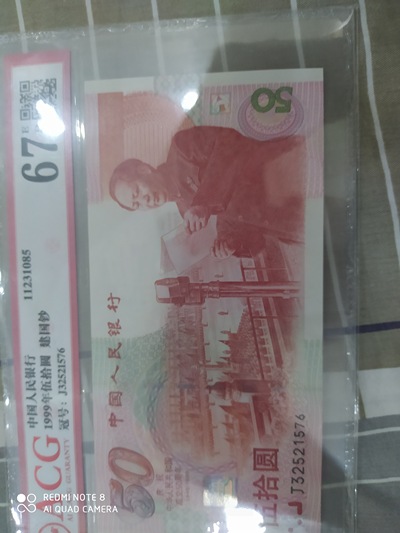 中国人民银行
11231085
1999年伍拾圆 建国钞
冠号: J32521576
67
CG
GUARANTY
50
中国人民银行
50
伍拾圆
J32521576
REDMI NOTE 8
AI QUAD CAMERA